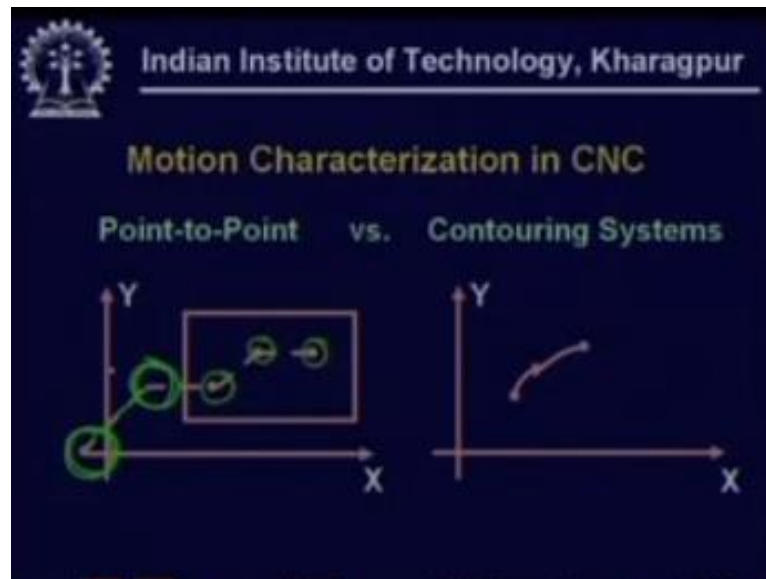 Indian Institute of Technology, Kharagpur
Motion Characterization in CNC
Point-to-Point vs. Contouring Systems
Y Y
X X